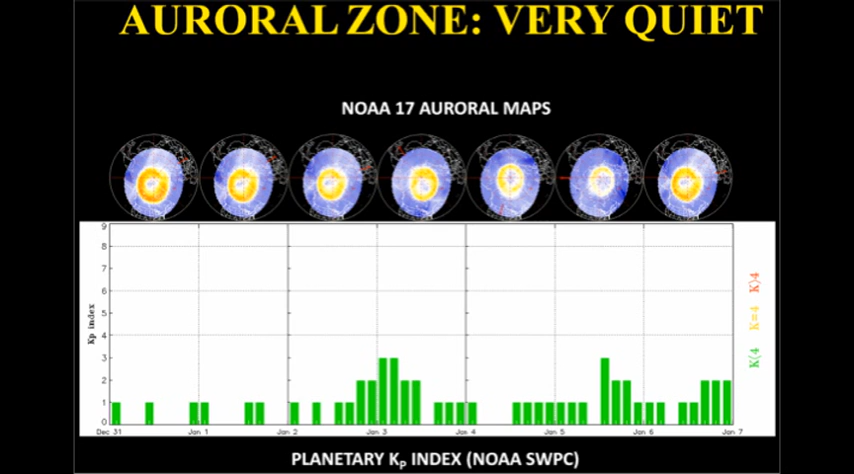 AURORAL ZONE: VERY QUIET
NOAA 17 AURORAL MAPS
9
8
7
6
5
4
3
2
1
0
Kp index
K>4
K=4
K<4
Dec 31 Jan 1 Jan 2 Jan 3 Jan 4 Jan 5 Jan 6 Jan 7
PLANETARY KP INDEX (NOAA SWPC)